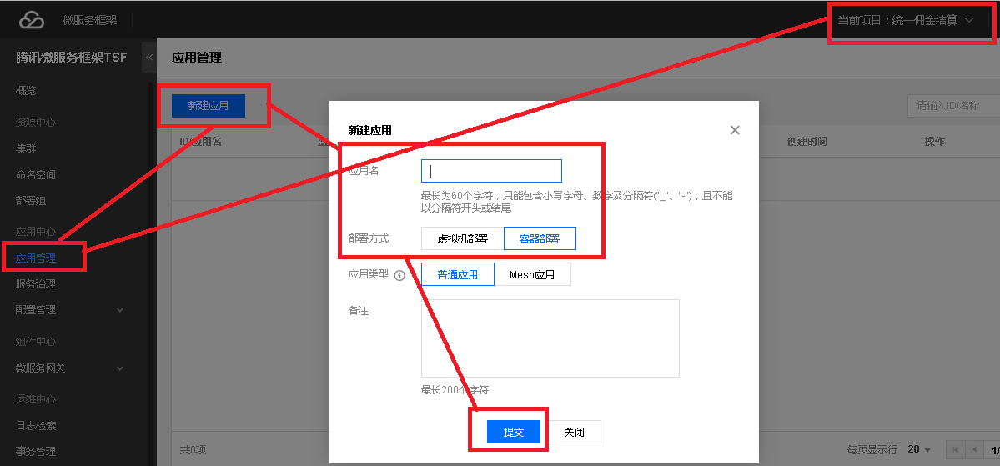 微服务框架
当前项目：统一佣金结算
腾讯微服务框架TSF
«
应用管理
概览
资源中心
集群
命名空间
部署组
应用中心
应用管理
服务治理
配置管理
组件中心
微服务网关
运维中心
日志检索
事务管理
新建应用
请输入ID/名称
ID/应用名
创建时间
操作
新建应用
应用名
最长为60个字符，只能包含小写字母、数字及分隔符("_"、"-")，且不能
以分隔符开头或结尾
部署方式
虚拟机部署
容器部署
应用类型
普通应用
Mesh应用
备注
最长200个字符
提交
关闭
共0项
每页显示行
20
1/